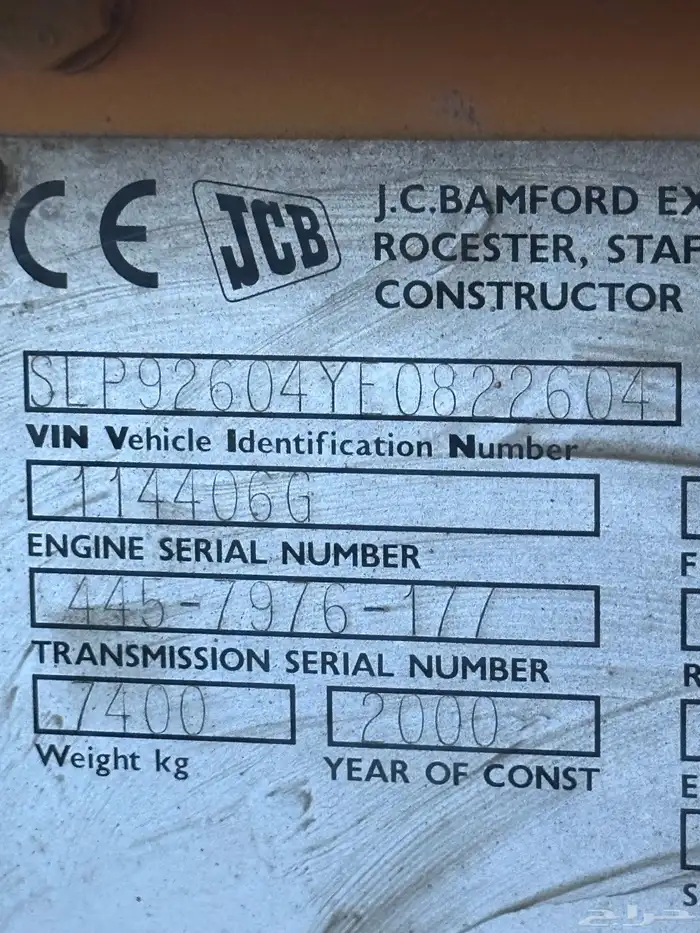 CE JCB J.C.BAMFORD EX
ROCESTER, STAF
CONSTRUCTOR
SLP92604YE0822604
VIN Vehicle Identification Number
114406G
ENGINE SERIAL NUMBER
F
445-7976-177
TRANSMISSION SERIAL NUMBER
R
7400 2000
Weight kg YEAR OF CONST
E
S
حراج